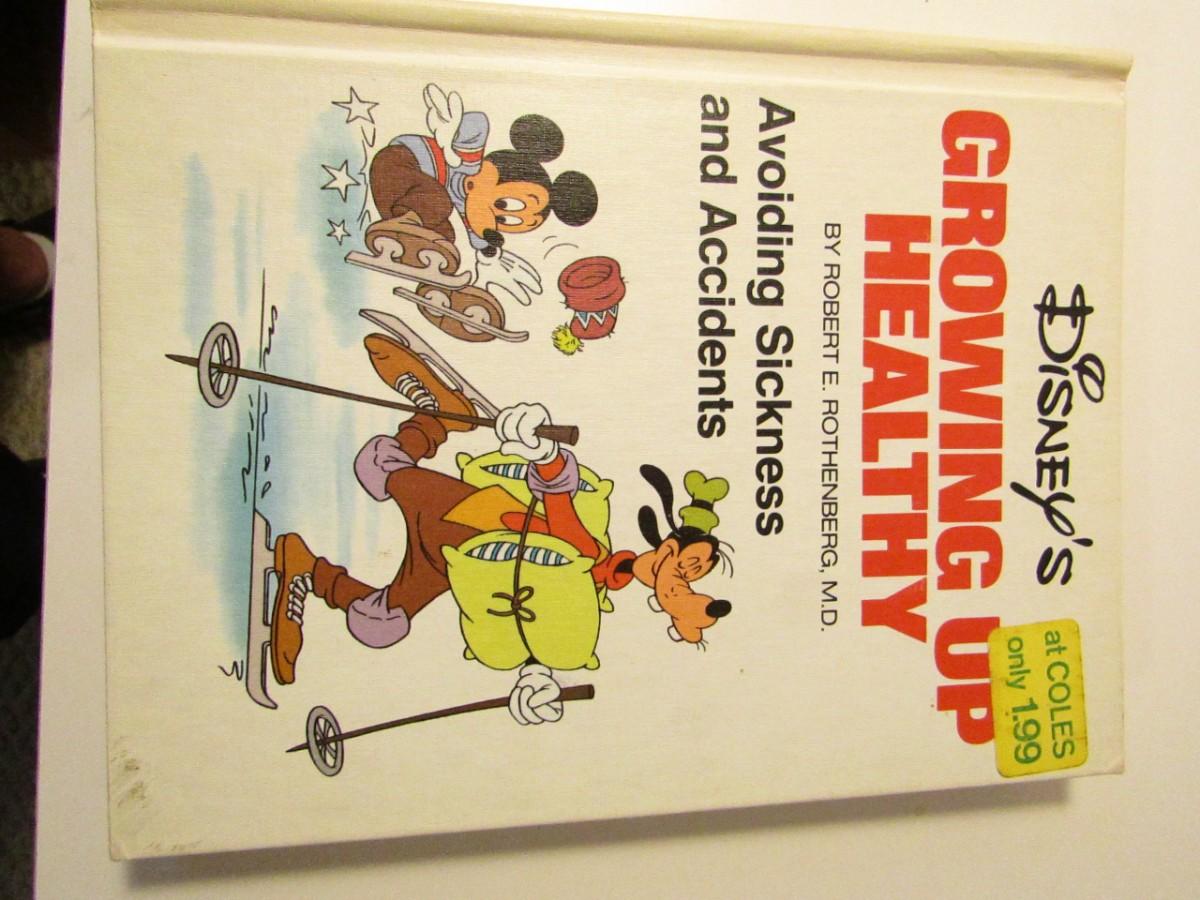 DISNEY'S
GROWING UP
HEALTHY
BY ROBERT E. ROTHENBERG, M.D.
Avoiding Sickness
and Accidents
at COLES
only 1.99